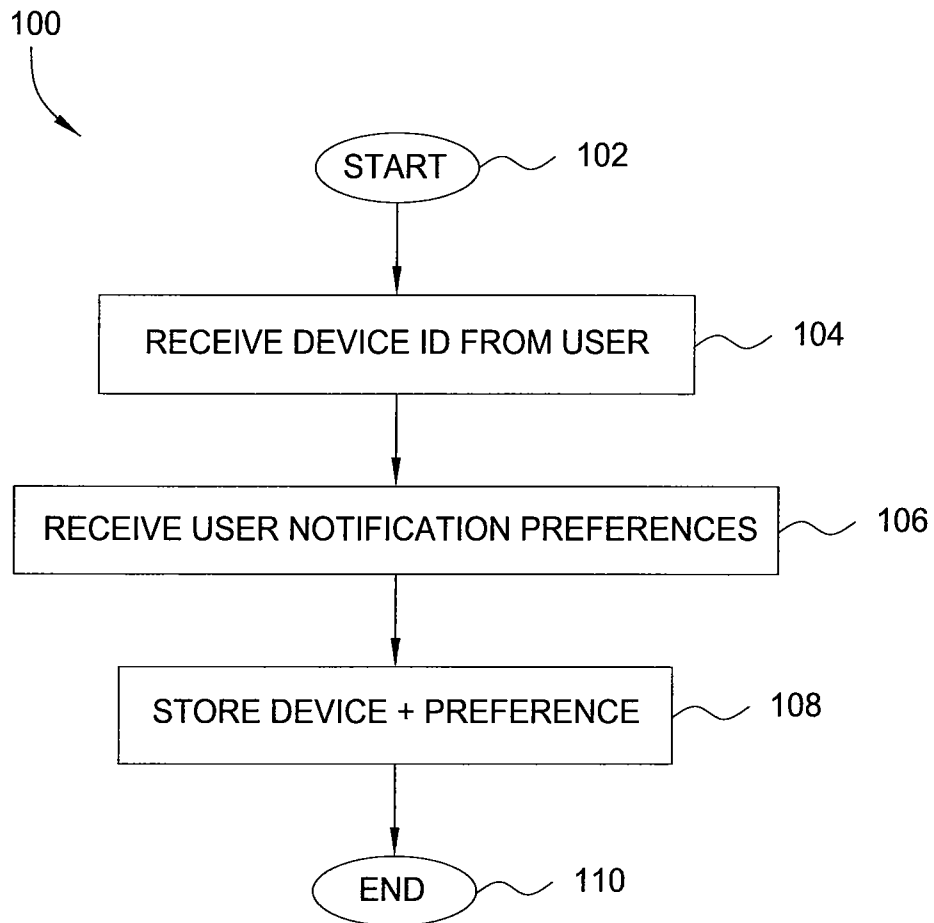 100
START
102
RECEIVE DEVICE ID FROM USER
104
RECEIVE USER NOTIFICATION PREFERENCES
106
STORE DEVICE + PREFERENCE
108
END
110